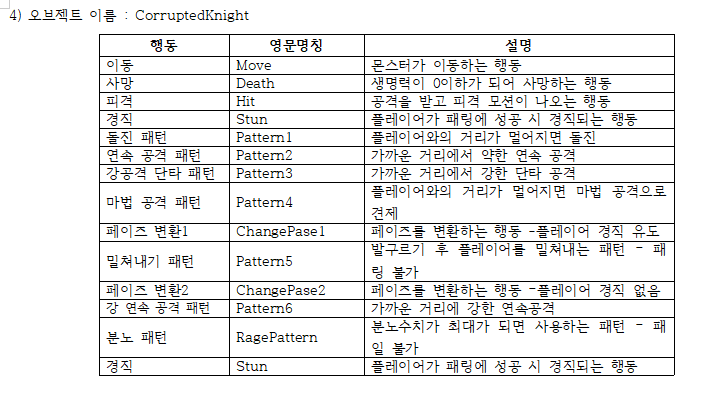 4) 오브젝트 이름 : CorruptedKnight
행동 영문명칭 설명
이동 Move 몬스터가 이동하는 행동
사망 Death 생명력이 0이하가 되어 사망하는 행동
피격 Hit 공격을 받고 피격 모션이 나오는 행동
경직 Stun 플레이어가 패링에 성공 시 경직되는 행동
돌진 패턴 Pattern1 플레이어와의 거리가 멀어지면 돌진
연속 공격 패턴 Pattern2 가까운 거리에서 약한 연속 공격
강공격 단타 패턴 Pattern3 가까운 거리에서 강한 단타 공격
마법 공격 패턴 Pattern4 플레이어와의 거리가 멀어지면 마법 공격으로
견제
페이즈 변환1 ChangePase1 페이즈를 변환하는 행동 -플레이어 경직 유도
밀쳐내기 패턴 Pattern5 발구르기 후 플레이어를 밀쳐내는 패턴 - 패
링 불가
페이즈 변환2 ChangePase2 페이즈를 변환하는 행동 -플레이어 경직 없음
강 연속 공격 패턴 Pattern6 가까운 거리에 강한 연속공격
분노 패턴 RagePattern 분노수치가 최대가 되면 사용하는 패턴 - 패
일 불가
경직 Stun 플레이어가 패링에 성공 시 경직되는 행동